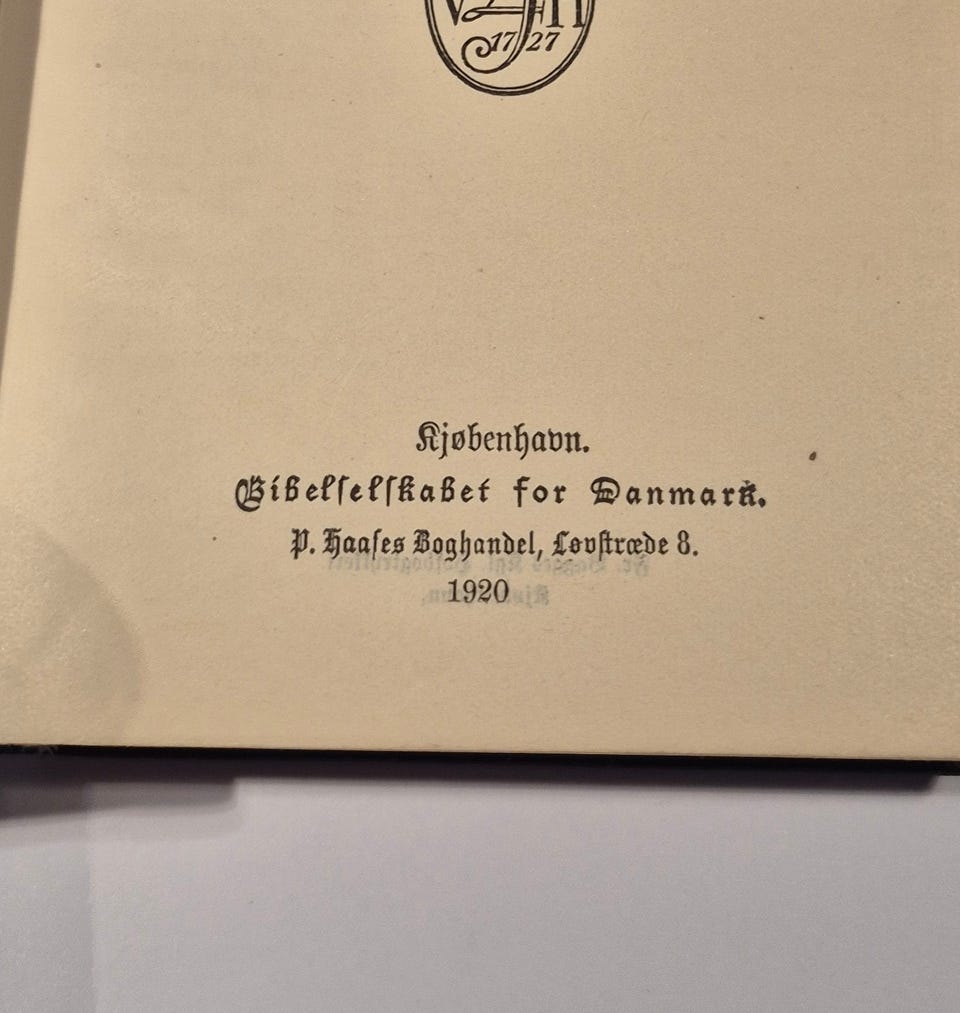 1727
Kjøbenhavn.
Bibelselskabet for Danmark.
P. Haases Boghandel, Løvstræde 8.
1920